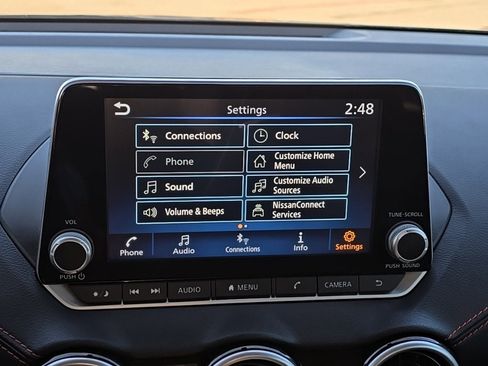 Settings 2:48
Connections Clock
Phone Customize Home
Menu
Sound Customize Audio
Sources
Volume & Beeps NissanConnect
Services
Phone Audio Connections Info Settings
VOL
PUSH
TUNE·SCROLL
PUSH SOUND
AUDIO MENU CAMERA